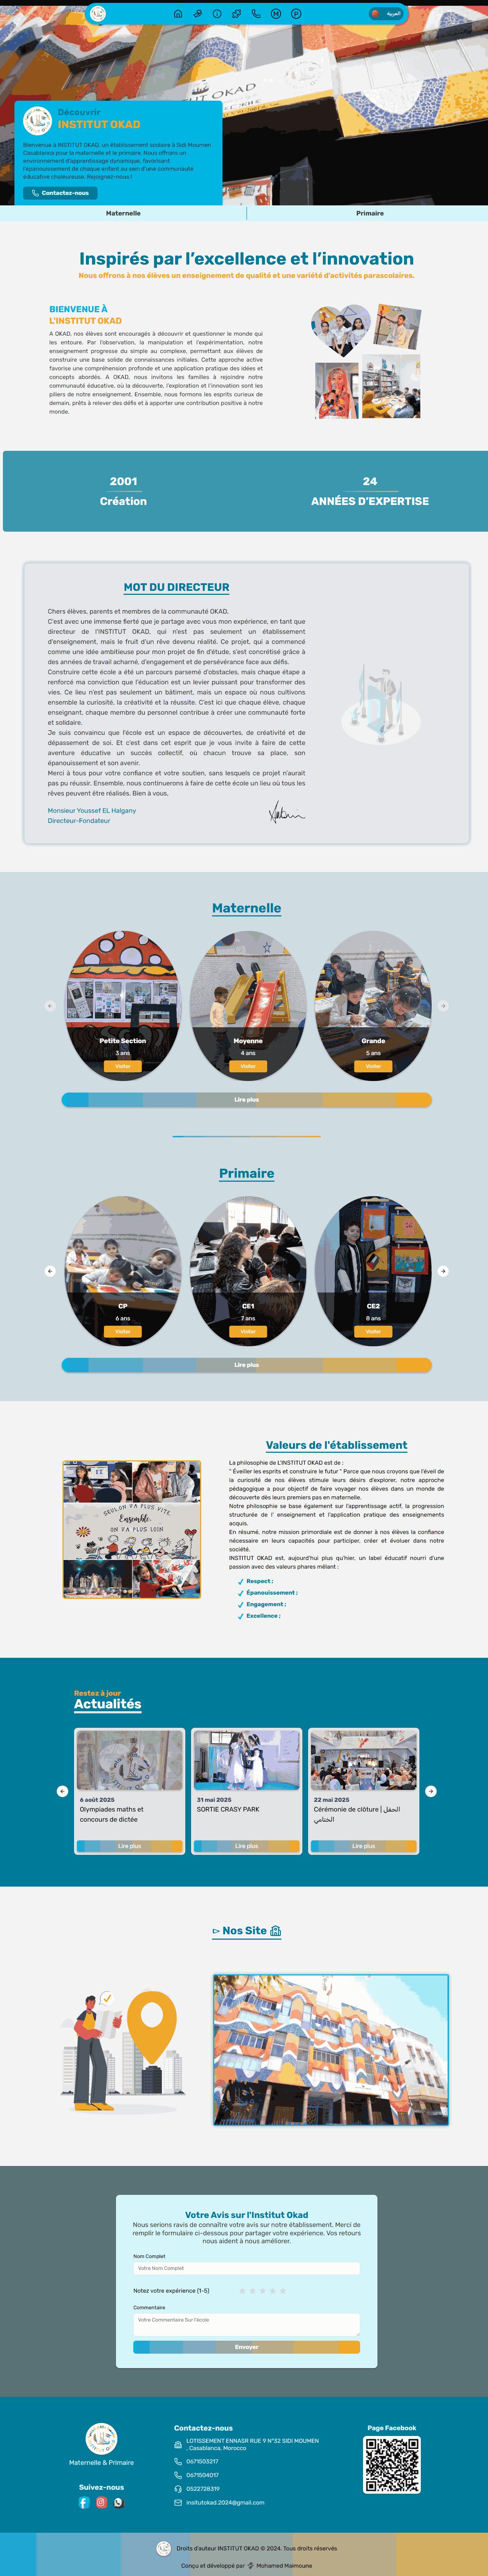 العربية
Découvrir
INSTITUT OKAD
Bienvenue à INSTITUT OKAD, un établissement scolaire à Sidi Moumen
Casablanca pour la maternelle et le primaire. Nous offrons un
environnement d'apprentissage dynamique, favorisant
l'épanouissement de chaque enfant au sein d'une communauté
éducative chaleureuse. Rejoignez-nous !
Contactez-nous
Maternelle
Primaire
Inspirés par l'excellence et l'innovation
Nous offrons à nos élèves un enseignement de qualité et une variété d'activités parascolaires.
BIENVENUE À
L'INSTITUT OKAD
A OKAD, nos élèves sont encouragés à découvrir et questionner le monde qui
les entoure. Par l'observation, la manipulation et l'expérimentation, notre
enseignement progresse du simple au complexe, permettant aux élèves de
construire une base solide de connaissances initiales. Cette approche active
favorise une compréhension profonde et une application pratique des idées et
concepts abordés. A OKAD, nous invitons les familles à rejoindre notre
communauté éducative, où la découverte, l'exploration et l'innovation sont les
piliers de notre enseignement. Ensemble, nous formons les esprits curieux de
demain, prêts à relever des défis et à apporter une contribution positive à notre
monde.
2001
Création
24
ANNÉES D'EXPERTISE
MOT DU DIRECTEUR
Chers élèves, parents et membres de la communauté OKAD,
C'est avec une immense fierté que je partage avec vous mon expérience, en tant que
directeur de l'INSTITUT OKAD, qui n'est pas seulement un établissement
d'enseignement, mais le fruit d'un rêve devenu réalité. Ce projet, qui a commencé
comme une idée ambitieuse pour mon projet de fin d'étude, s'est concrétisé grâce à
des années de travail acharné, d'engagement et de persévérance face aux défis.
Construire cette école a été un parcours parsemé d'obstacles, mais chaque étape a
renforcé ma conviction que l'éducation est un levier puissant pour transformer des
vies. Ce lieu n'est pas seulement un bâtiment, mais un espace où nous cultivons
ensemble la curiosité, la créativité et la réussite. C'est ici que chaque élève, chaque
enseignant, chaque membre du personnel contribue à créer une communauté forte
et solidaire.
Je suis convaincu que l'école est un espace de découvertes, de créativité et de
dépassement de soi. Et c'est dans cet esprit que je vous invite à faire de cette
aventure éducative un succès collectif, où chacun trouve sa place, son
épanouissement et son avenir.
Merci à tous pour votre confiance et votre soutien, sans lesquels ce projet n'aurait
pas pu réussir. Ensemble, nous continuerons à faire de cette école un lieu où tous les
rêves peuvent être réalisés. Bien à vous,
Monsieur Youssef EL Halgany
Directeur-Fondateur
Maternelle
Petite Section
3 ans
Visiter
Moyenne
4 ans
Visiter
Grande
5 ans
Visiter
Lire plus
Primaire
CP
6 ans
Visiter
CE1
7 ans
Visiter
CE2
8 ans
Visiter
Lire plus
Valeurs de l'établissement
La philosophie de L'INSTITUT OKAD est de :
" Éveiller les esprits et construire le futur " Parce que nous croyons que l'éveil de
la curiosité de nos élèves stimule leurs désirs d'explorer, notre approche
pédagogique a pour objectif de faire voyager nos élèves dans un monde de
découverte dès leurs premiers pas en maternelle.
Notre philosophie se base également sur l'apprentissage actif, la progression
structurée de l' enseignement et l'application pratique des enseignements
acquis.
En résumé, notre mission primordiale est de donner à nos élèves la confiance
nécessaire en leurs capacités pour participer, créer et évoluer dans notre
société.
INSTITUT OKAD est, aujourd'hui plus qu'hier, un label éducatif nourri d'une
passion avec des valeurs phares mêlant :
Respect ;
Épanouissement ;
Engagement ;
Excellence ;
SEUL ON VA PLUS VITE,
Ensemble,
ON VA PLUS LOIN
Restez à jour
Actualités
6 août 2025
Olympiades maths et
concours de dictée
Lire plus
31 mai 2025
SORTIE CRASY PARK
Lire plus
22 mai 2025
Cérémonie de clôture | الحفل
الختامي
Lire plus
Nos Site
Votre Avis sur l'Institut Okad
Nous serions ravis de connaître votre avis sur notre établissement. Merci de
remplir le formulaire ci-dessous pour partager votre expérience. Vos retours
nous aident à nous améliorer.
Nom Complet
Votre Nom Complet
Notez votre expérience (1-5)
Commentaire
Votre Commentaire Sur l'école
Envoyer
Maternelle & Primaire
Suivez-nous
Contactez-nous
LOTISSEMENT ENNASR RUE 9 N°32 SIDI MOUMEN
, Casablanca, Morocco
0671503217
0671504017
0522728319
insitutokad.2024@gmail.com
Page Facebook
Droits d'auteur INSTITUT OKAD © 2024. Tous droits réservés
Conçu et développé par Mohamed Maimoune